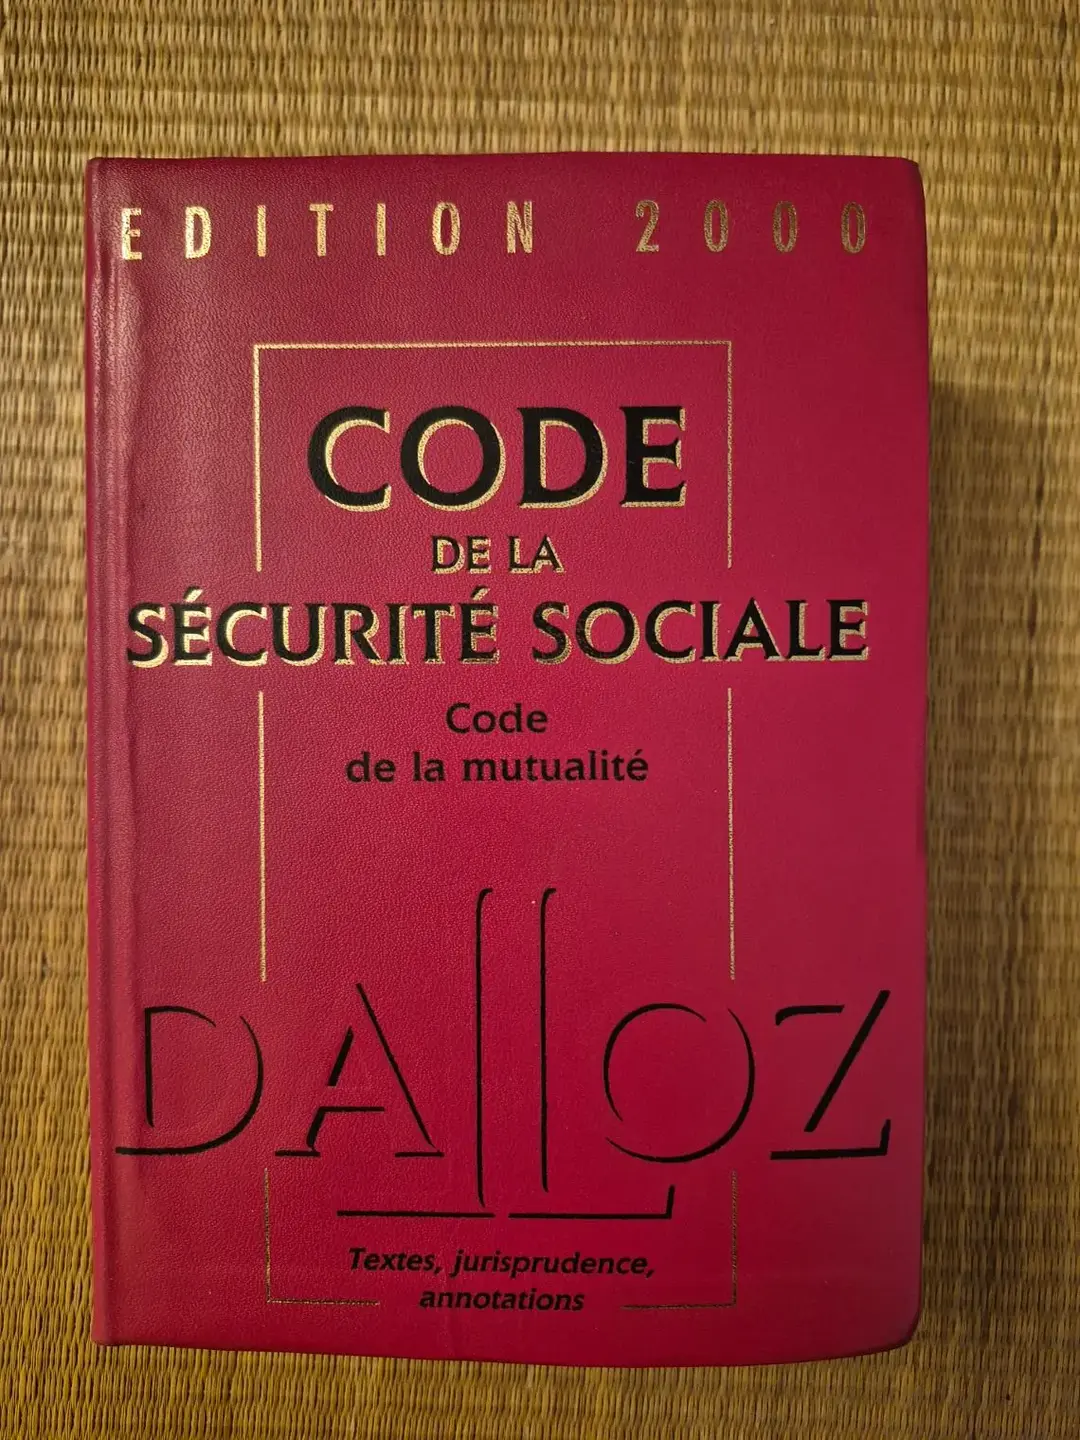 EDITION 2000
CODE
DE LA
SÉCURITÉ SOCIALE
Code
de la mutualité
DALLOZ
Textes, jurisprudence,
annotations